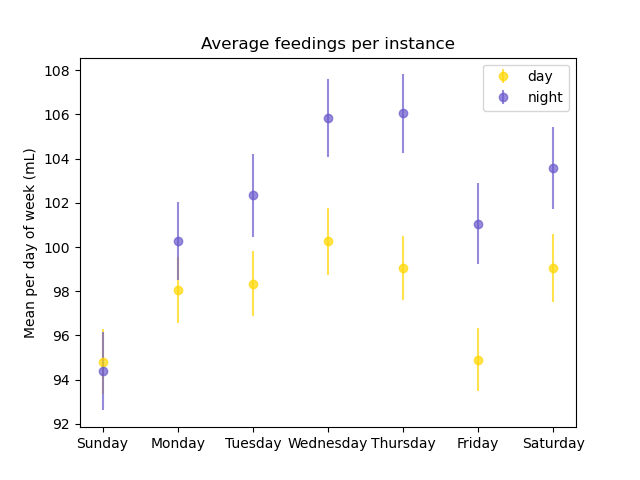 Average feedings per instance
day
night
Mean per day of week (mL)
108
106
104
102
100
98
96
94
92
Sunday Monday Tuesday Wednesday Thursday Friday Saturday